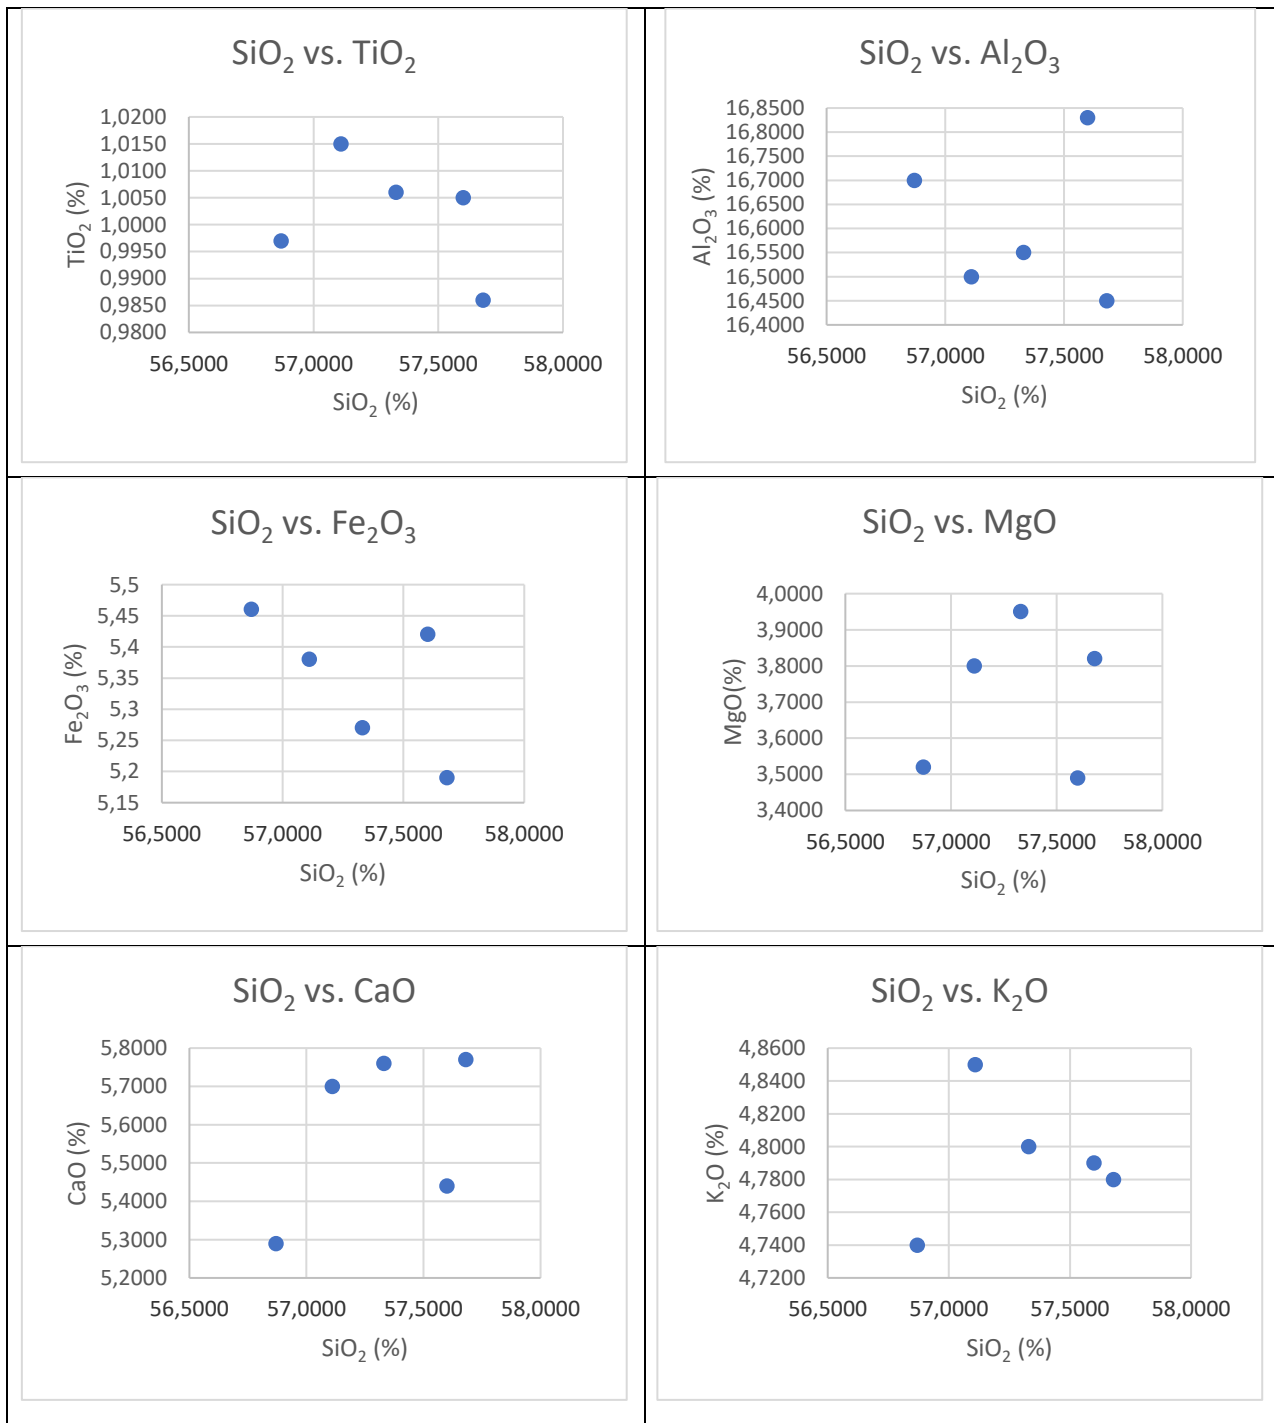 SiO₂ vs. TiO₂
1,0200
1,0150
1,0100
1,0050
1,0000
0,9950
0,9900
0,9850
0,9800
TiO₂ (%)
56,5000 57,0000 57,5000 58,0000
SiO₂ (%)
SiO₂ vs. Al₂O₃
16,8500
16,8000
16,7500
16,7000
16,6500
16,6000
16,5500
16,5000
16,4500
16,4000
Al₂O₃ (%)
56,5000 57,0000 57,5000 58,0000
SiO₂ (%)
SiO₂ vs. Fe₂O₃
5,5
5,45
5,4
5,35
5,3
5,25
5,2
5,15
Fe₂O₃ (%)
56,5000 57,0000 57,5000 58,0000
SiO₂ (%)
SiO₂ vs. MgO
4,0000
3,9000
3,8000
3,7000
3,6000
3,5000
3,4000
MgO(%)
56,5000 57,0000 57,5000 58,0000
SiO₂ (%)
SiO₂ vs. CaO
5,8000
5,7000
5,6000
5,5000
5,4000
5,3000
5,2000
CaO (%)
56,5000 57,0000 57,5000 58,0000
SiO₂ (%)
SiO₂ vs. K₂O
4,8600
4,8400
4,8200
4,8000
4,7800
4,7600
4,7400
4,7200
K₂O (%)
56,5000 57,0000 57,5000 58,0000
SiO₂ (%)